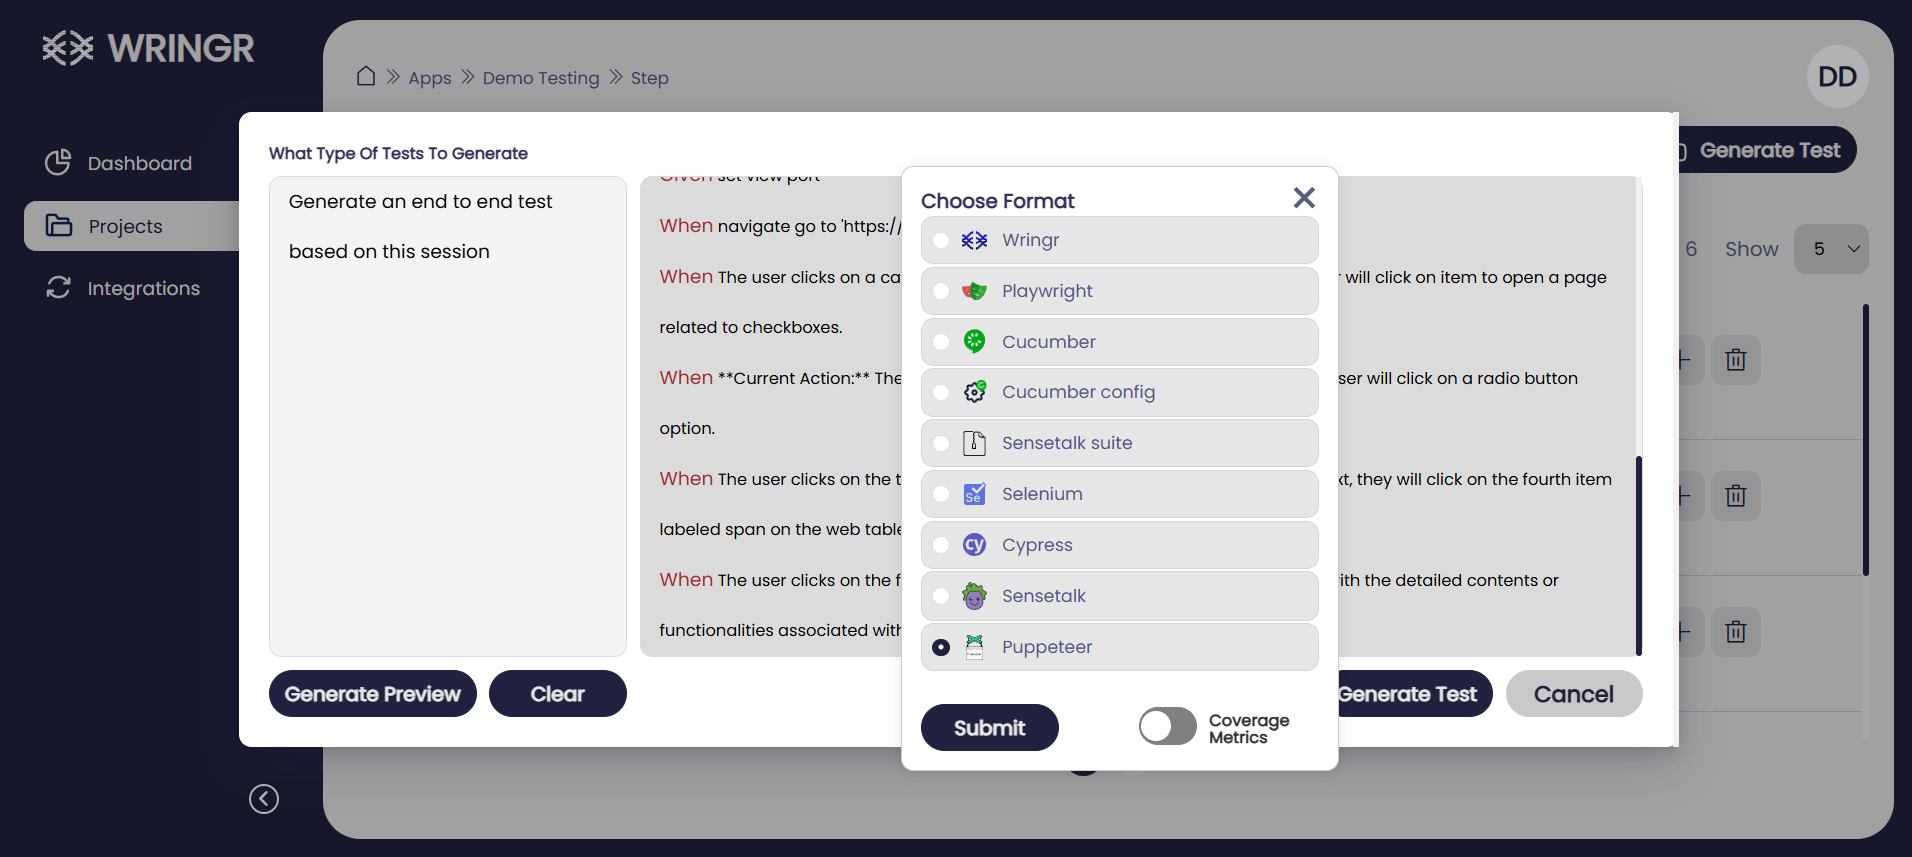 WRINGR
Apps
Demo Testing
Step
DD
Dashboard
Projects
Integrations
What Type Of Tests To Generate
Generate Test
6
Show
5
Generate an end to end test
based on this session
Given set view port
When navigate go to 'https://
When The user clicks on a ca
will click on item to open a page
related to checkboxes.
When **Current Action:** The
ser will click on a radio button
option.
When The user clicks on the t
xt, they will click on the fourth item
labeled span on the web table
When The user clicks on the f
ith the detailed contents or
functionalities associated with
Choose Format
Wringr
Playwright
Cucumber
Cucumber config
Sensetalk suite
Se
Selenium
cy
Cypress
Sensetalk
Puppeteer
Submit
Coverage
Metrics
Generate Preview
Clear
Generate Test
Cancel